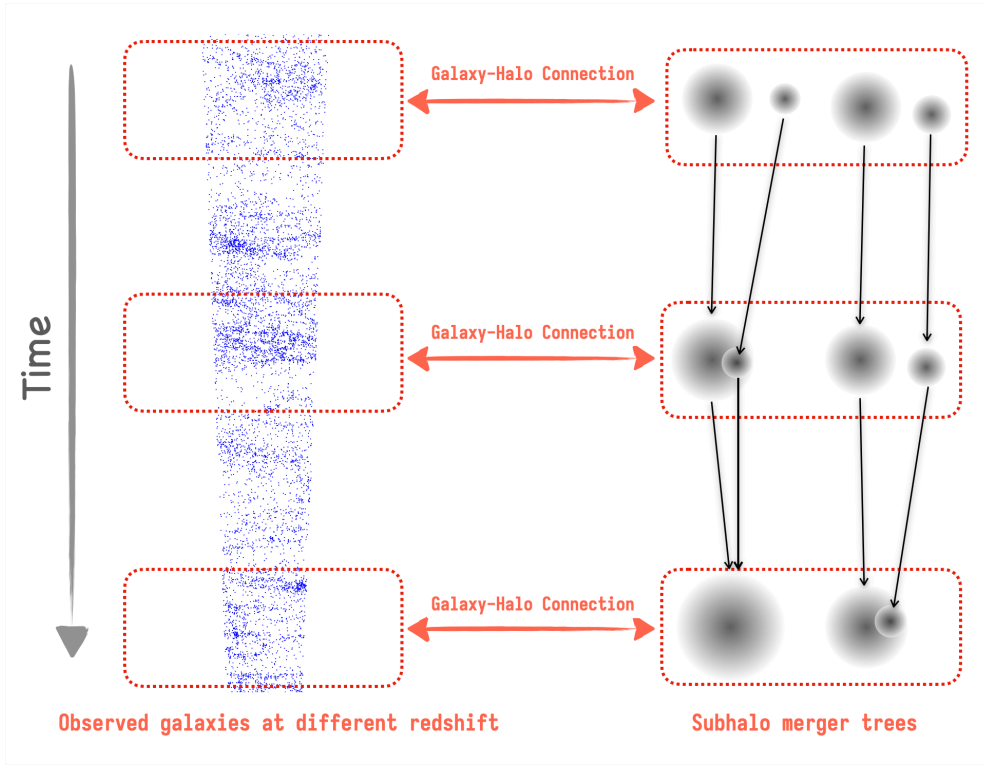 Galaxy-Halo Connection
Time
Galaxy-Halo Connection
Galaxy-Halo Connection
Observed galaxies at different redshift
Subhalo merger trees